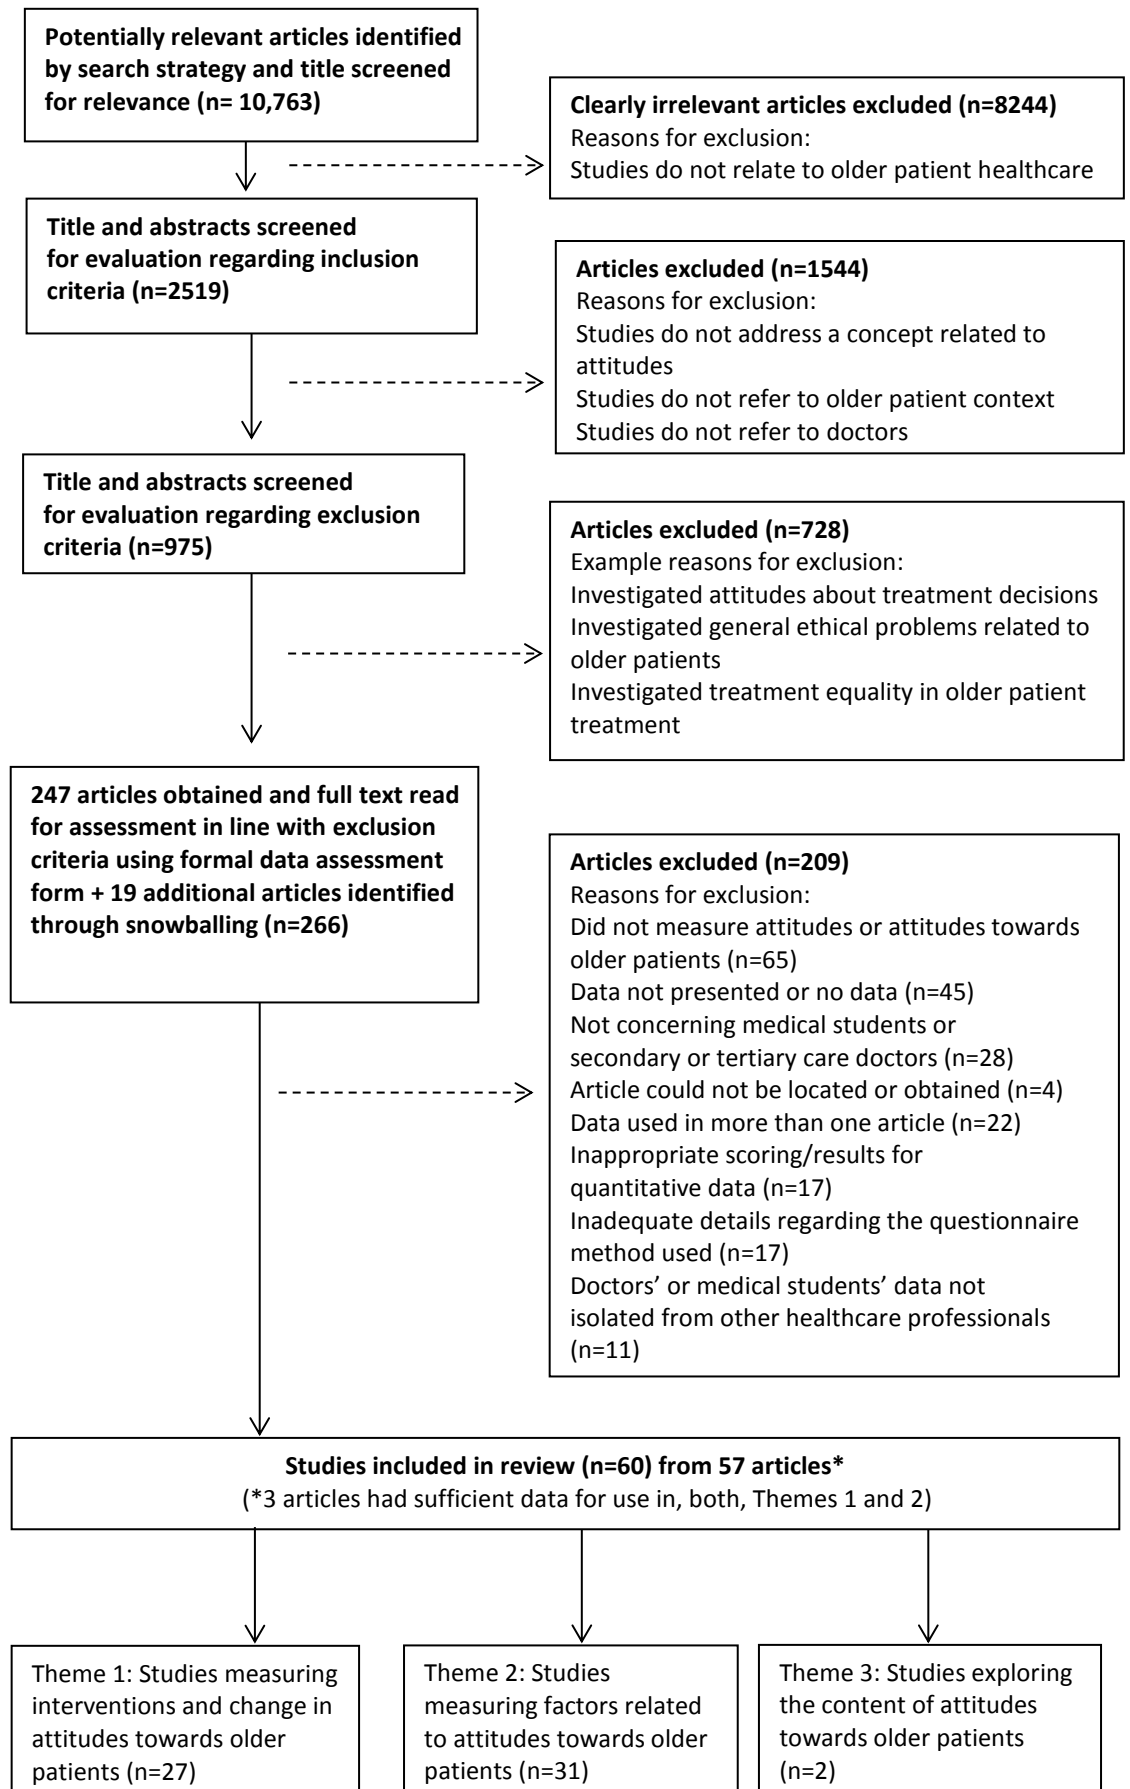 Potentially relevant articles identified
by search strategy and title screened
for relevance (n= 10,763)
Clearly irrelevant articles excluded (n=8244)
Reasons for exclusion:
Studies do not relate to older patient healthcare
Title and abstracts screened
for evaluation regarding inclusion
criteria (n=2519)
Articles excluded (n=1544)
Reasons for exclusion:
Studies do not address a concept related to
attitudes
Studies do not refer to older patient context
Studies do not refer to doctors
Title and abstracts screened
for evaluation regarding exclusion
criteria (n=975)
Articles excluded (n=728)
Example reasons for exclusion:
Investigated attitudes about treatment decisions
Investigated general ethical problems related to
older patients
Investigated treatment equality in older patient
treatment
247 articles obtained and full text read
for assessment in line with exclusion
criteria using formal data assessment
form + 19 additional articles identified
through snowballing (n=266)
Articles excluded (n=209)
Reasons for exclusion:
Did not measure attitudes or attitudes towards
older patients (n=65)
Data not presented or no data (n=45)
Not concerning medical students or
secondary or tertiary care doctors (n=28)
Article could not be located or obtained (n=4)
Data used in more than one article (n=22)
Inappropriate scoring/results for
quantitative data (n=17)
Inadequate details regarding the questionnaire
method used (n=17)
Doctors’ or medical students’ data not
isolated from other healthcare professionals
(n=11)
Studies included in review (n=60) from 57 articles*
(*3 articles had sufficient data for use in, both, Themes 1 and 2)
Theme 1: Studies measuring
interventions and change in
attitudes towards older
patients (n=27)
Theme 2: Studies
measuring factors related
to attitudes towards older
patients (n=31)
Theme 3: Studies exploring
the content of attitudes
towards older patients
(n=2)